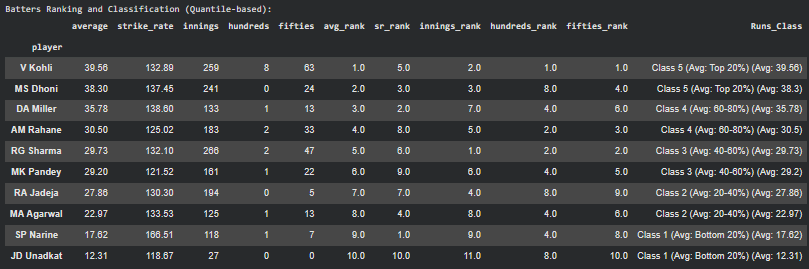 Batters Ranking and Classification (Quantile-based):
average strike_rate innings hundreds fifties avg_rank sr_rank innings_rank hundreds_rank fifties_rank Runs_Class
player
V Kohli 39.56 132.89 259 8 63 1.0 5.0 2.0 1.0 1.0 Class 5 (Avg: Top 20%) (Avg: 39.56)
MS Dhoni 38.30 137.45 241 0 24 2.0 3.0 3.0 8.0 4.0 Class 5 (Avg: Top 20%) (Avg: 38.3)
DA Miller 35.78 138.60 133 1 13 3.0 2.0 7.0 4.0 6.0 Class 4 (Avg: 60-80%) (Avg: 35.78)
AM Rahane 30.50 125.02 183 2 33 4.0 8.0 5.0 2.0 3.0 Class 4 (Avg: 60-80%) (Avg: 30.5)
RG Sharma 29.73 132.10 266 2 47 5.0 6.0 1.0 2.0 2.0 Class 3 (Avg: 40-60%) (Avg: 29.73)
MK Pandey 29.20 121.52 161 1 22 6.0 9.0 6.0 4.0 5.0 Class 3 (Avg: 40-60%) (Avg: 29.2)
RA Jadeja 27.86 130.30 194 0 5 7.0 7.0 4.0 8.0 9.0 Class 2 (Avg: 20-40%) (Avg: 27.86)
MA Agarwal 22.97 133.53 125 1 13 8.0 4.0 8.0 4.0 6.0 Class 2 (Avg: 20-40%) (Avg: 22.97)
SP Narine 17.62 166.51 118 1 7 9.0 1.0 9.0 4.0 8.0 Class 1 (Avg: Bottom 20%) (Avg: 17.62)
JD Unadkat 12.31 118.67 27 0 0 10.0 10.0 11.0 8.0 10.0 Class 1 (Avg: Bottom 20%) (Avg: 12.31)